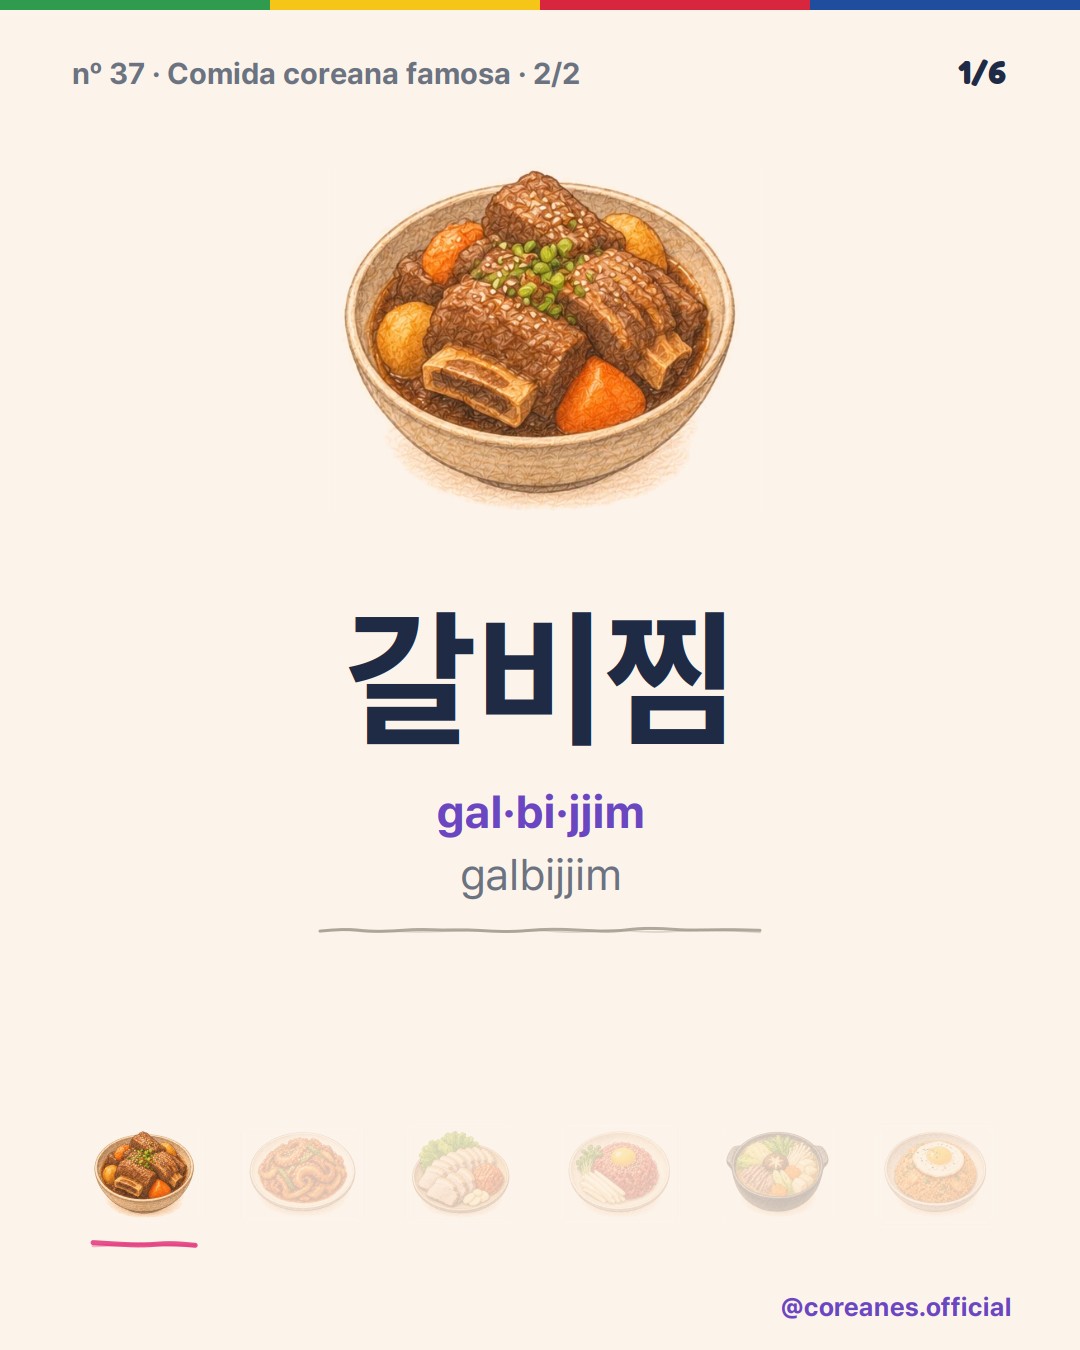 nº 37 · Comida coreana famosa · 2/2
1/6
갈비찜
gal·bi·jjim
galbijjim
@coreanes.official